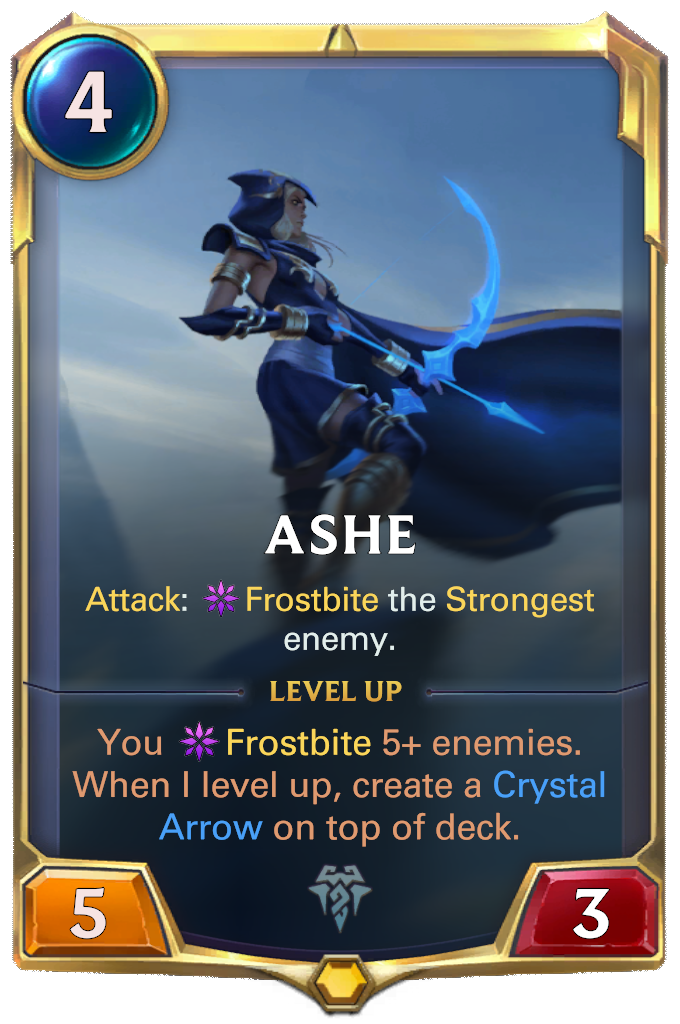 4
ASHE
Attack: Frostbite the Strongest
enemy.
LEVEL UP
You Frostbite 5+ enemies.
When I level up, create a Crystal
Arrow on top of deck.
5
3